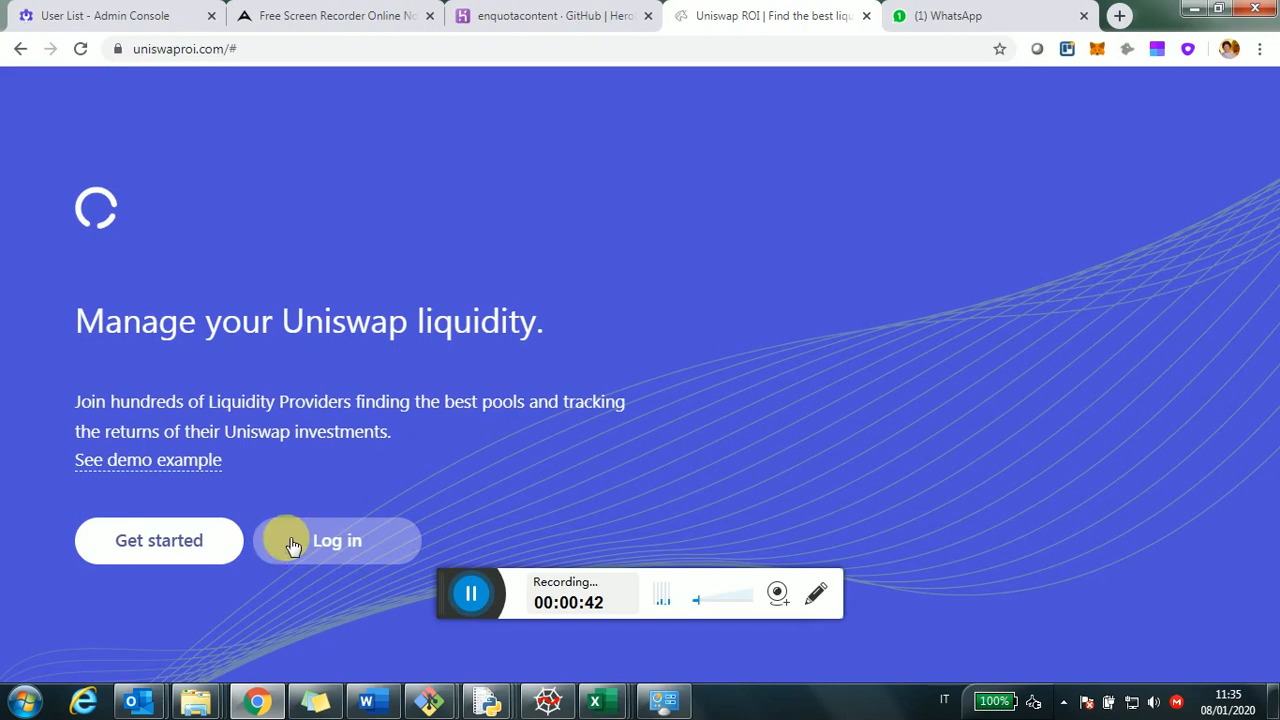 User List - Admin Console
Free Screen Recorder Online No
enquotacontent · GitHub | Hero
Uniswap ROI | Find the best liqu
(1) WhatsApp
uniswaproi.com/#
Manage your Uniswap liquidity.
Join hundreds of Liquidity Providers finding the best pools and tracking
the returns of their Uniswap investments.
See demo example
Get started
Log in
Recording...
00:00:42
IT
100%
11:35
08/01/2020